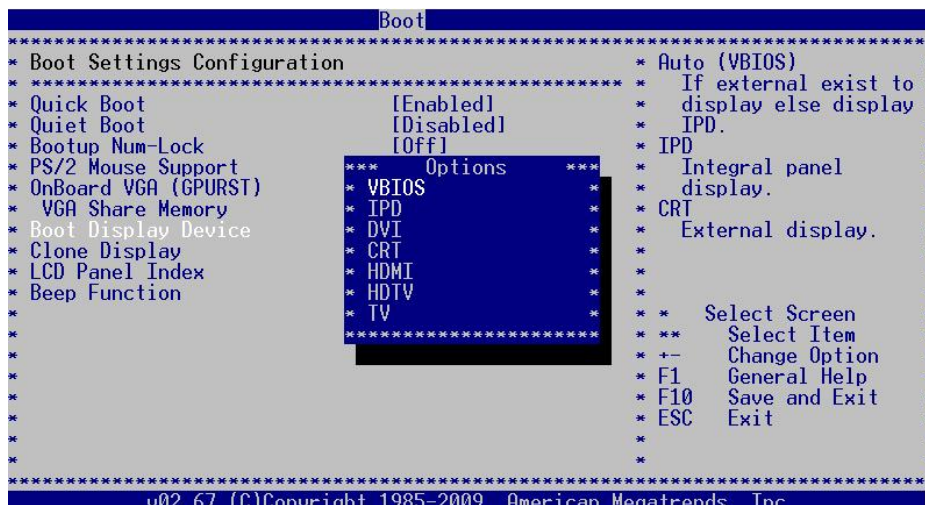 Boot
Boot Settings Configuration
Quick Boot [Enabled]
Quiet Boot [Disabled]
Bootup Num-Lock [Off]
PS/2 Mouse Support
OnBoard VGA (GPURST)
VGA Share Memory
Boot Display Device
Clone Display
LCD Panel Index
Beep Function
*** Options ***
* VBIOS *
* IPD *
* DVI *
* CRT *
* HDMI *
* HDTV *
* TV *
* Auto (VBIOS)
* If external exist to
* display else display
* IPD.
* IPD
* Integral panel
* display.
* CRT
* External display.
* * Select Screen
* ** Select Item
* +- Change Option
* F1 General Help
* F10 Save and Exit
* ESC Exit
v02.67 (C)Copyright 1985-2009, American Megatrends, Inc.